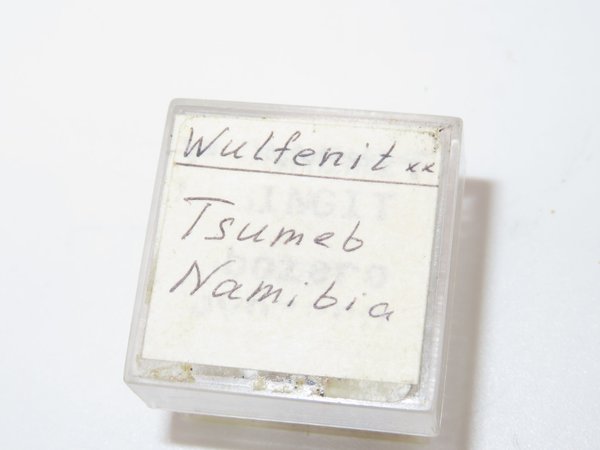 Wulfenit xx
Tsumeb
Namibia